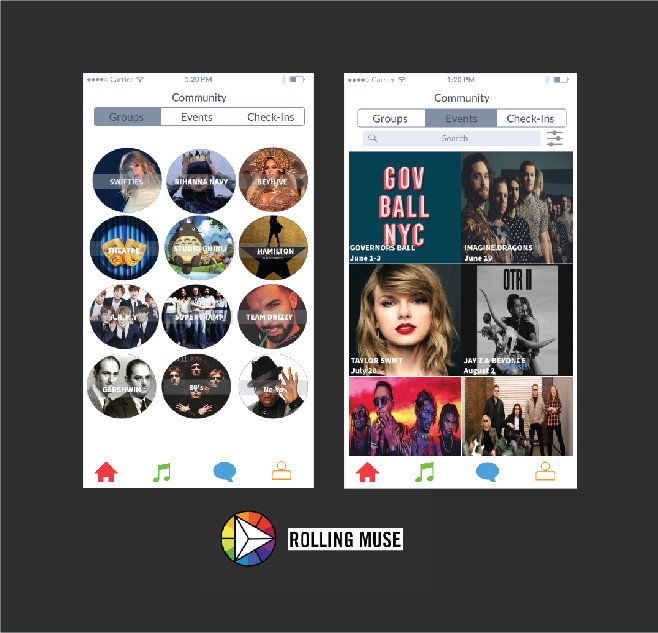 Carrier 1:20 PM
Community
Groups Events Check-Ins
SWIFTIES RIHANNA NAVY BEYHIVE
THEATRE STUDIO GHIBLI HAMILTON
A.R.M.Y SUPERTRAMP TEAM DRIZZY
GERSHWIN 80's Ne-Yo
Carrier 1:20 PM
Community
Groups Events Check-Ins
Search
GOV
BALL
NYC
GOVERNORS BALL
June 1-3
IMAGINE DRAGONS
June 19
TAYLOR SWIFT
July 20
OTR II
JAY Z & BEYONCE
August 2
ROLLING MUSE